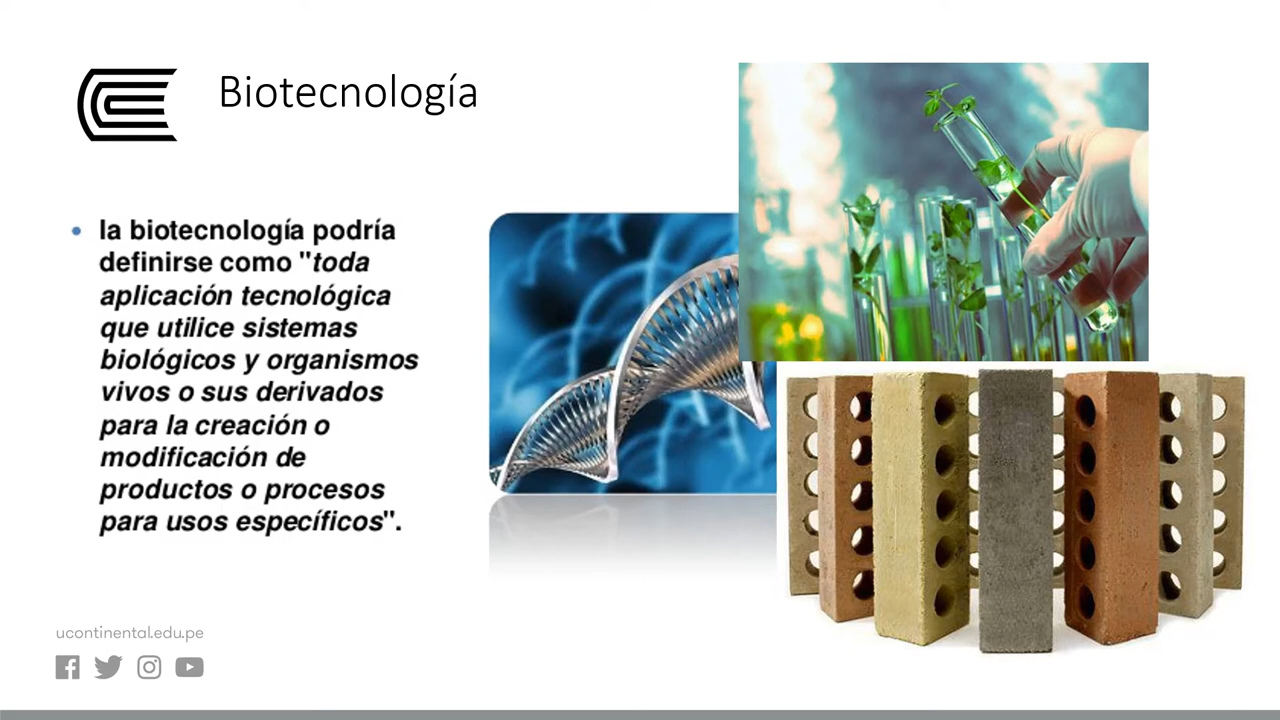 Biotecnología
la biotecnología podría
definirse como "toda
aplicación tecnológica
que utilice sistemas
biológicos y organismos
vivos o sus derivados
para la creación o
modificación de
productos o procesos
para usos específicos".
ucontinental.edu.pe